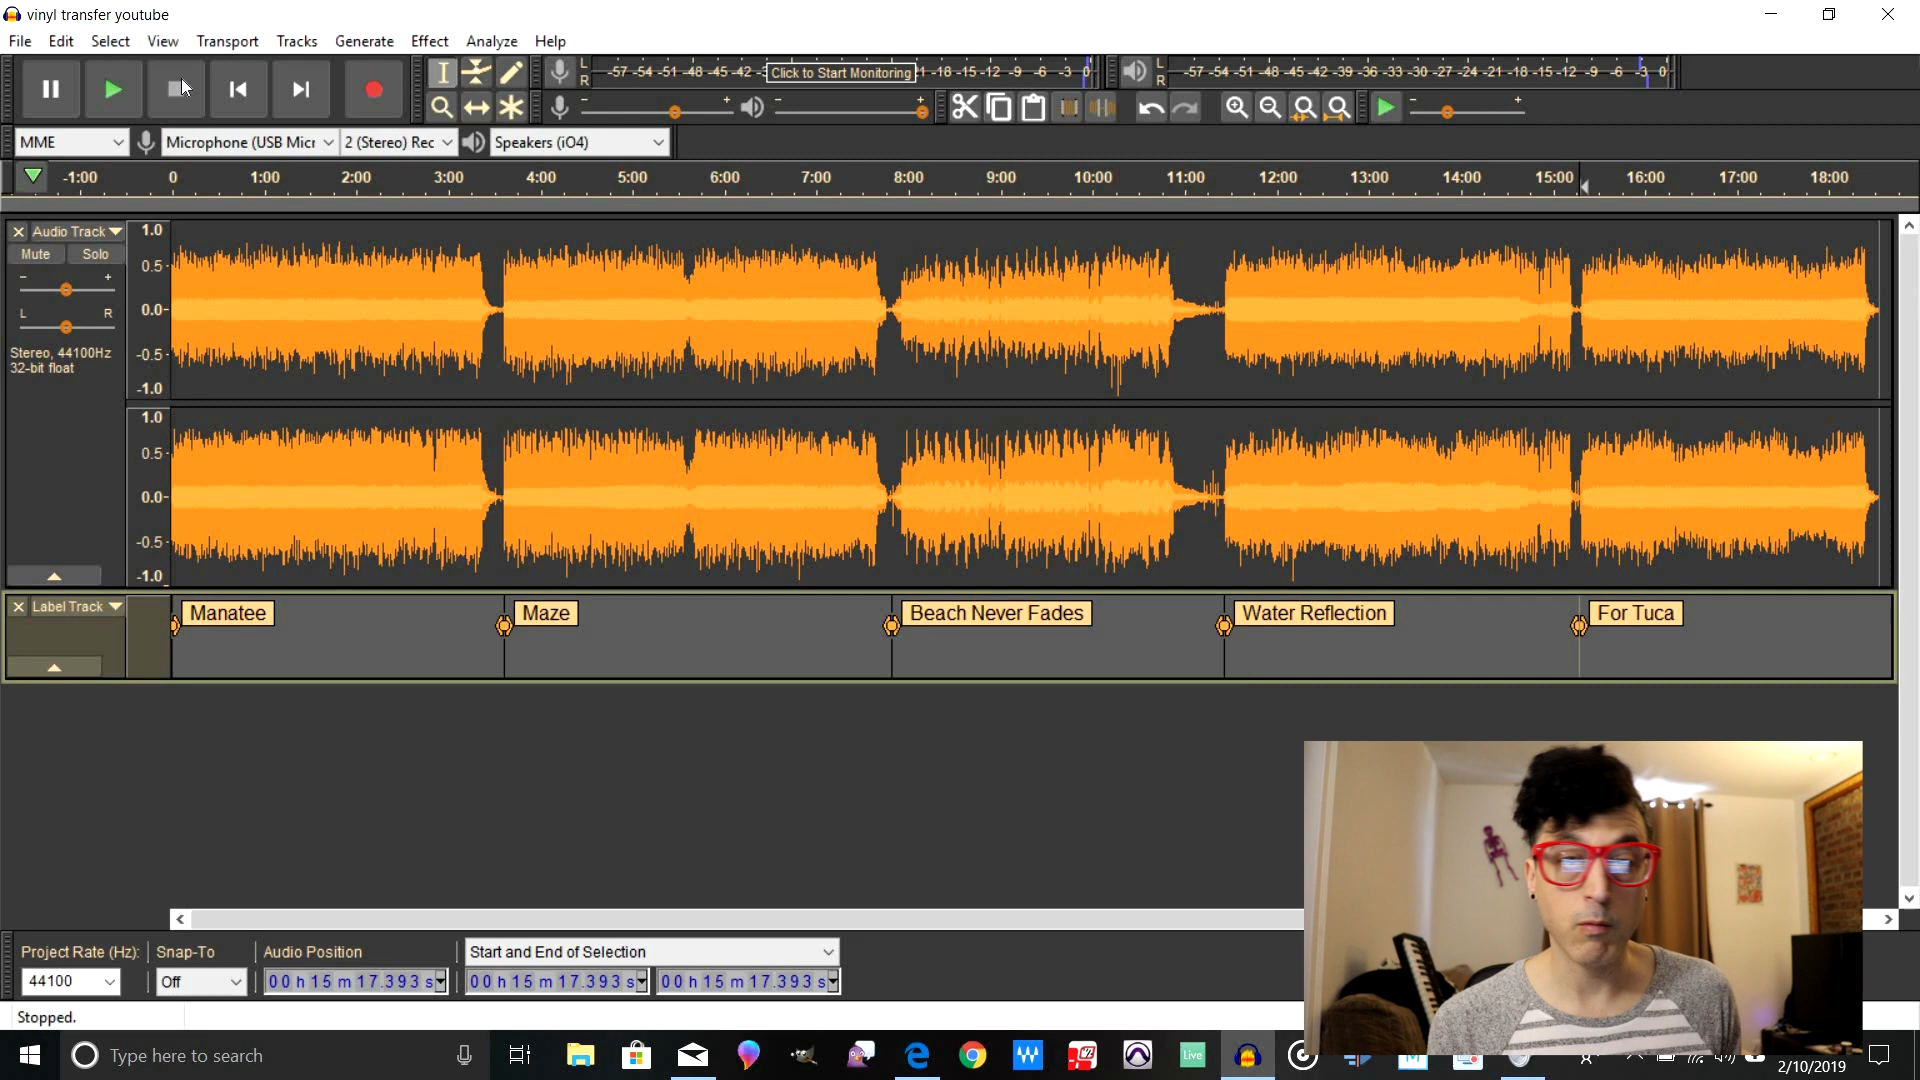 vinyl transfer youtube
File Edit Select View Transport Tracks Generate Effect Analyze Help
L
R
-57 -54 -51 -48 -45 -42 -3 Click to Start Monitoring 1 -18 -15 -12 -9 -6 -3 0
L
R
-57 -54 -51 -48 -45 -42 -39 -36 -33 -30 -27 -24 -21 -18 -15 -12 -9 -6 -3 0
- + - + - +
MME Microphone (USB Micr 2 (Stereo) Rec Speakers (iO4)
-1:00 0 1:00 2:00 3:00 4:00 5:00 6:00 7:00 8:00 9:00 10:00 11:00 12:00 13:00 14:00 15:00 16:00 17:00 18:00
Audio Track
Mute Solo
- +
L R
Stereo, 44100Hz
32-bit float
1.0
0.5
0.0
-0.5
-1.0
1.0
0.5
0.0
-0.5
-1.0
Label Track
Manatee Maze Beach Never Fades Water Reflection For Tuca
Project Rate (Hz): Snap-To Audio Position Start and End of Selection
44100 Off 00 h 15 m 17.393 s 00 h 15 m 17.393 s 00 h 15 m 17.393 s
Stopped.
Type here to search
W
Live
2/10/2019